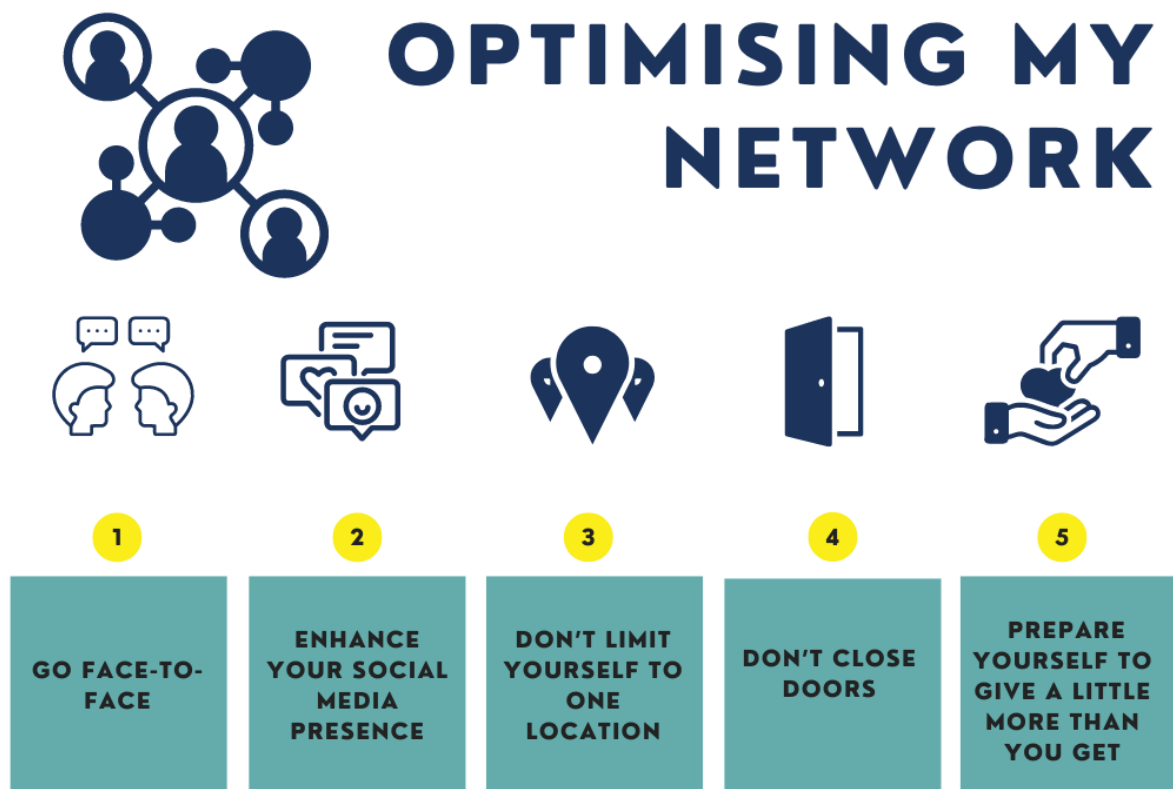 OPTIMISING MY
NETWORK
1
GO FACE-TO-
FACE
2
ENHANCE
YOUR SOCIAL
MEDIA
PRESENCE
3
DON'T LIMIT
YOURSELF TO
ONE
LOCATION
4
DON'T CLOSE
DOORS
5
PREPARE
YOURSELF TO
GIVE A LITTLE
MORE THAN
YOU GET